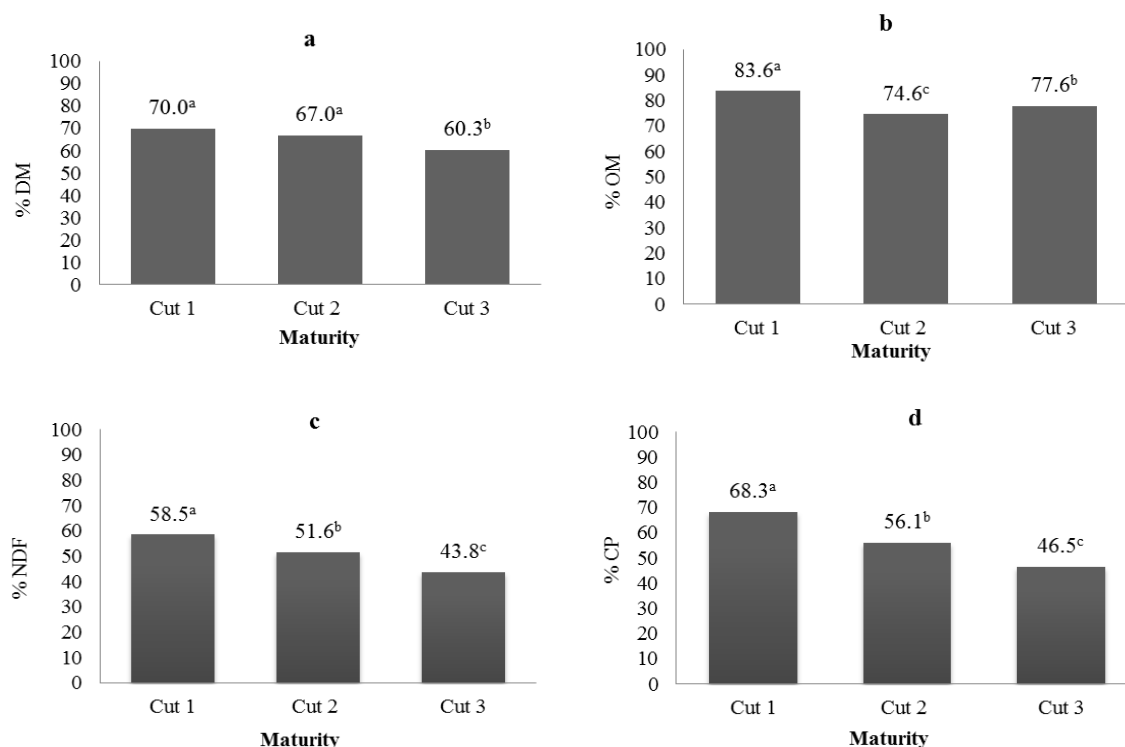 a
100
90
80
70
60
50
40
30
20
10
0
% DM
70.0ᵃ
67.0ᵃ
60.3ᵇ
Cut 1 Cut 2 Cut 3
Maturity
b
100
90
80
70
60
50
40
30
20
10
0
% OM
83.6ᵃ
74.6ᶜ
77.6ᵇ
Cut 1 Cut 2 Cut 3
Maturity
c
100
90
80
70
60
50
40
30
20
10
0
% NDF
58.5ᵃ
51.6ᵇ
43.8ᶜ
Cut 1 Cut 2 Cut 3
Maturity
d
100
90
80
70
60
50
40
30
20
10
0
% CP
68.3ᵃ
56.1ᵇ
46.5ᶜ
Cut 1 Cut 2 Cut 3
Maturity